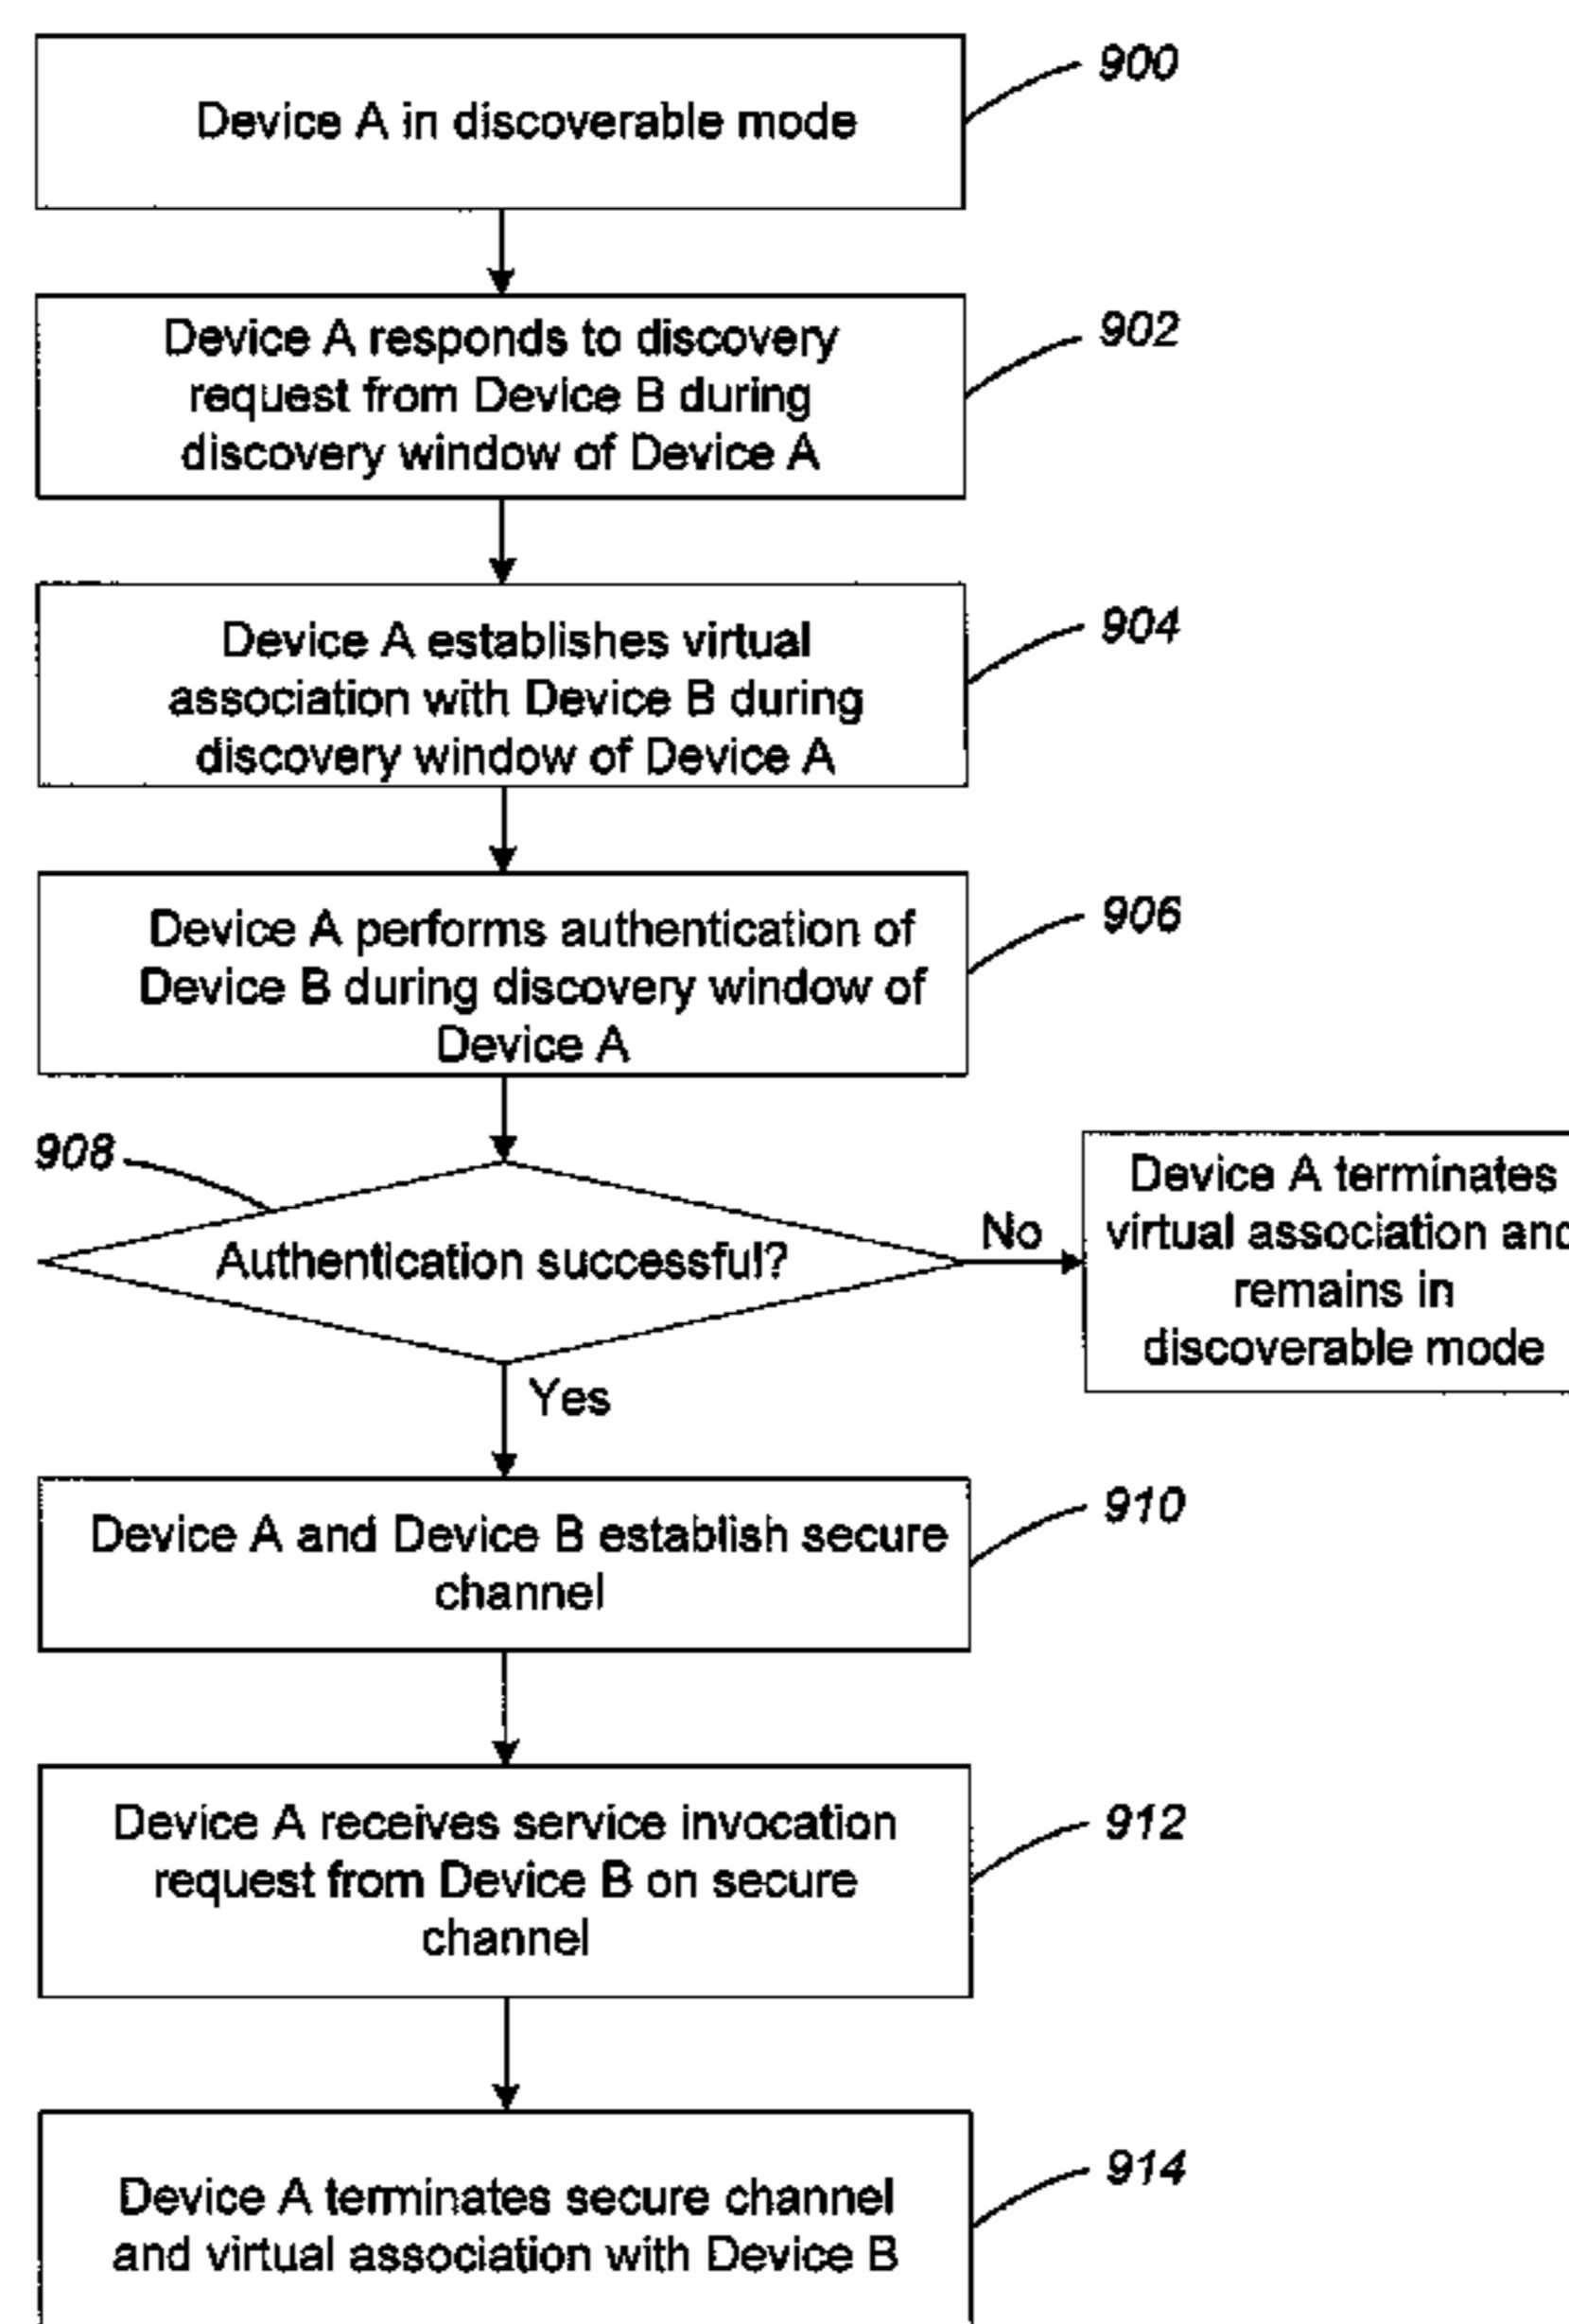 900
Device A in discoverable mode
902
Device A responds to discovery
request from Device B during
discovery window of Device A
904
Device A establishes virtual
association with Device B during
discovery window of Device A
906
Device A performs authentication of
Device B during discovery window of
Device A
908
Authentication successful?
No
Device A terminates
virtual association and
remains in
discoverable mode
Yes
910
Device A and Device B establish secure
channel
912
Device A receives service invocation
request from Device B on secure
channel
914
Device A terminates secure channel
and virtual association with Device B